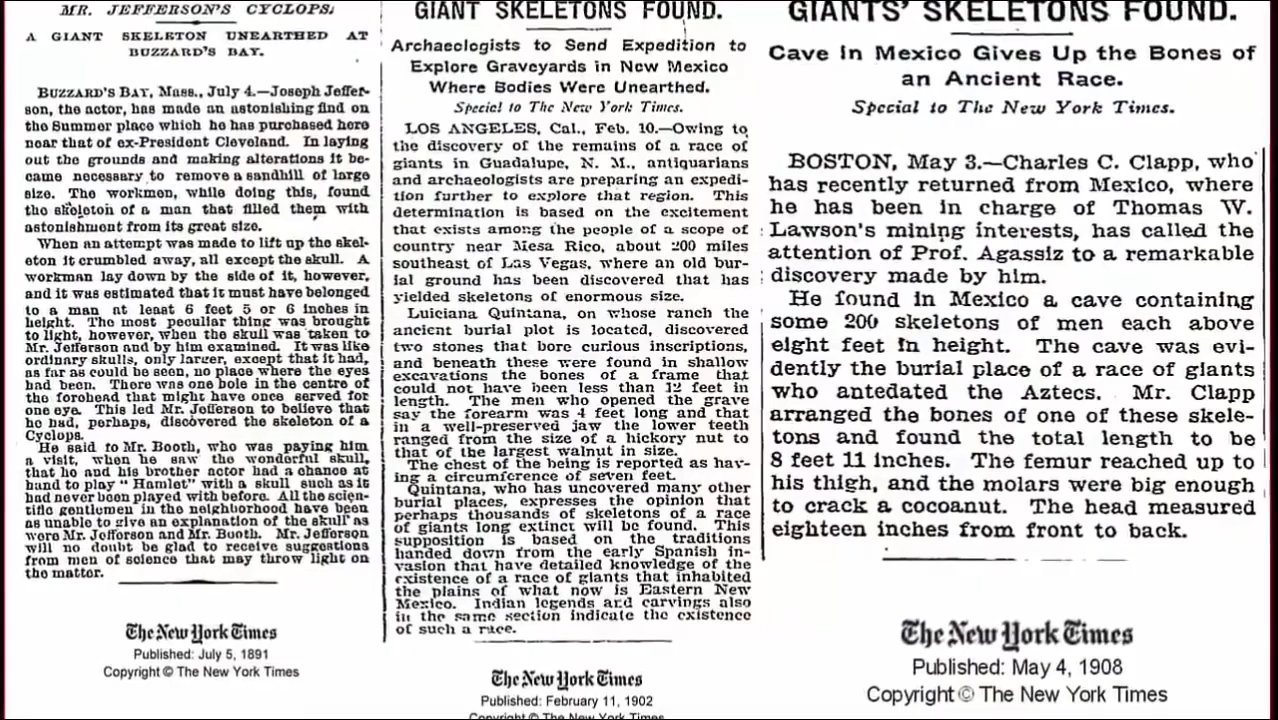 MR. JEFFERSON'S CYCLOPS.
A GIANT SKELETON UNEARTHED AT
BUZZARD'S BAY.
BUZZARD'S BAY, Mass., July 4.—Joseph Jeffer-
son, the actor, has made an astonishing find on
the Summer place which he has purchased here
near that of ex-President Cleveland. In laying
out the grounds and making alterations it be-
came necessary to remove a sandhill of large
size. The workmen, while doing this, found
the skeleton of a man that filled them with
astonishment from its great size.
When an attempt was made to lift up the skel-
eton it crumbled away, all except the skull. A
workman lay down by the side of it, however,
and it was estimated that it must have belonged
to a man at least 6 feet 5 or 6 inches in
height. The most peculiar thing was brought
to light, however, when the skull was taken to
Mr. Jefferson and by him examined. It was like
ordinary skulls, only larger, except that it had,
as far as could be seen, no place where the eyes
had been. There was one hole in the centre of
the forehead that might have once served for
one eye. This led Mr. Jefferson to believe that
he had, perhaps, discovered the skeleton of a
Cyclops.
He said to Mr. Booth, who was paying him
a visit, when he saw the wonderful skull,
that he and his brother actor had a chance at
hand to play " Hamlet" with a skull such as it
had never been played with before. All the scien-
tific gentlemen in the neighborhood have been
as unable to give an explanation of the skull as
were Mr. Jefferson and Mr. Booth. Mr. Jefferson
will no doubt be glad to receive suggestions
from men of science that may throw light on
the matter.
The New York Times
Published: July 5, 1891
Copyright © The New York Times
GIANT SKELETONS FOUND.
Archaeologists to Send Expedition to
Explore Graveyards in New Mexico
Where Bodies Were Unearthed.
Special to The New York Times.
LOS ANGELES, Cal., Feb. 10.—Owing to
the discovery of the remains of a race of
giants in Guadalupe, N. M., antiquarians
and archaeologists are preparing an expedi-
tion further to explore that region. This
determination is based on the excitement
that exists among the people of a scope of
country near Mesa Rico, about 200 miles
southeast of Las Vegas, where an old bur-
ial ground has been discovered that has
yielded skeletons of enormous size.
Luiciana Quintana, on whose ranch the
ancient burial plot is located, discovered
two stones that bore curious inscriptions,
and beneath these were found in shallow
excavations the bones of a frame that
could not have been less than 12 feet in
length. The men who opened the grave
say the forearm was 4 feet long and that
in a well-preserved jaw the lower teeth
ranged from the size of a hickory nut to
that of the largest walnut in size.
The chest of the being is reported as hav-
ing a circumference of seven feet.
Quintana, who has uncovered many other
burial places, expresses the opinion that
perhaps thousands of skeletons of a race
of giants long extinct will be found. This
supposition is based on the traditions
handed down from the early Spanish in-
vasion that have detailed knowledge of the
existence of a race of giants that inhabited
the plains of what now is Eastern New
Mexico. Indian legends and carvings also
in the same section indicate the existence
of such a race.
The New York Times
Published: February 11, 1902
Copyright © The New York Times
GIANTS' SKELETONS FOUND.
Cave in Mexico Gives Up the Bones of
an Ancient Race.
Special to The New York Times.
BOSTON, May 3.—Charles C. Clapp, who
has recently returned from Mexico, where
he has been in charge of Thomas W.
Lawson's mining interests, has called the
attention of Prof. Agassiz to a remarkable
discovery made by him.
He found in Mexico a cave containing
some 200 skeletons of men each above
eight feet in height. The cave was evi-
dently the burial place of a race of giants
who antedated the Aztecs. Mr. Clapp
arranged the bones of one of these skele-
tons and found the total length to be
8 feet 11 inches. The femur reached up to
his thigh, and the molars were big enough
to crack a cocoanut. The head measured
eighteen inches from front to back.
The New York Times
Published: May 4, 1908
Copyright © The New York Times